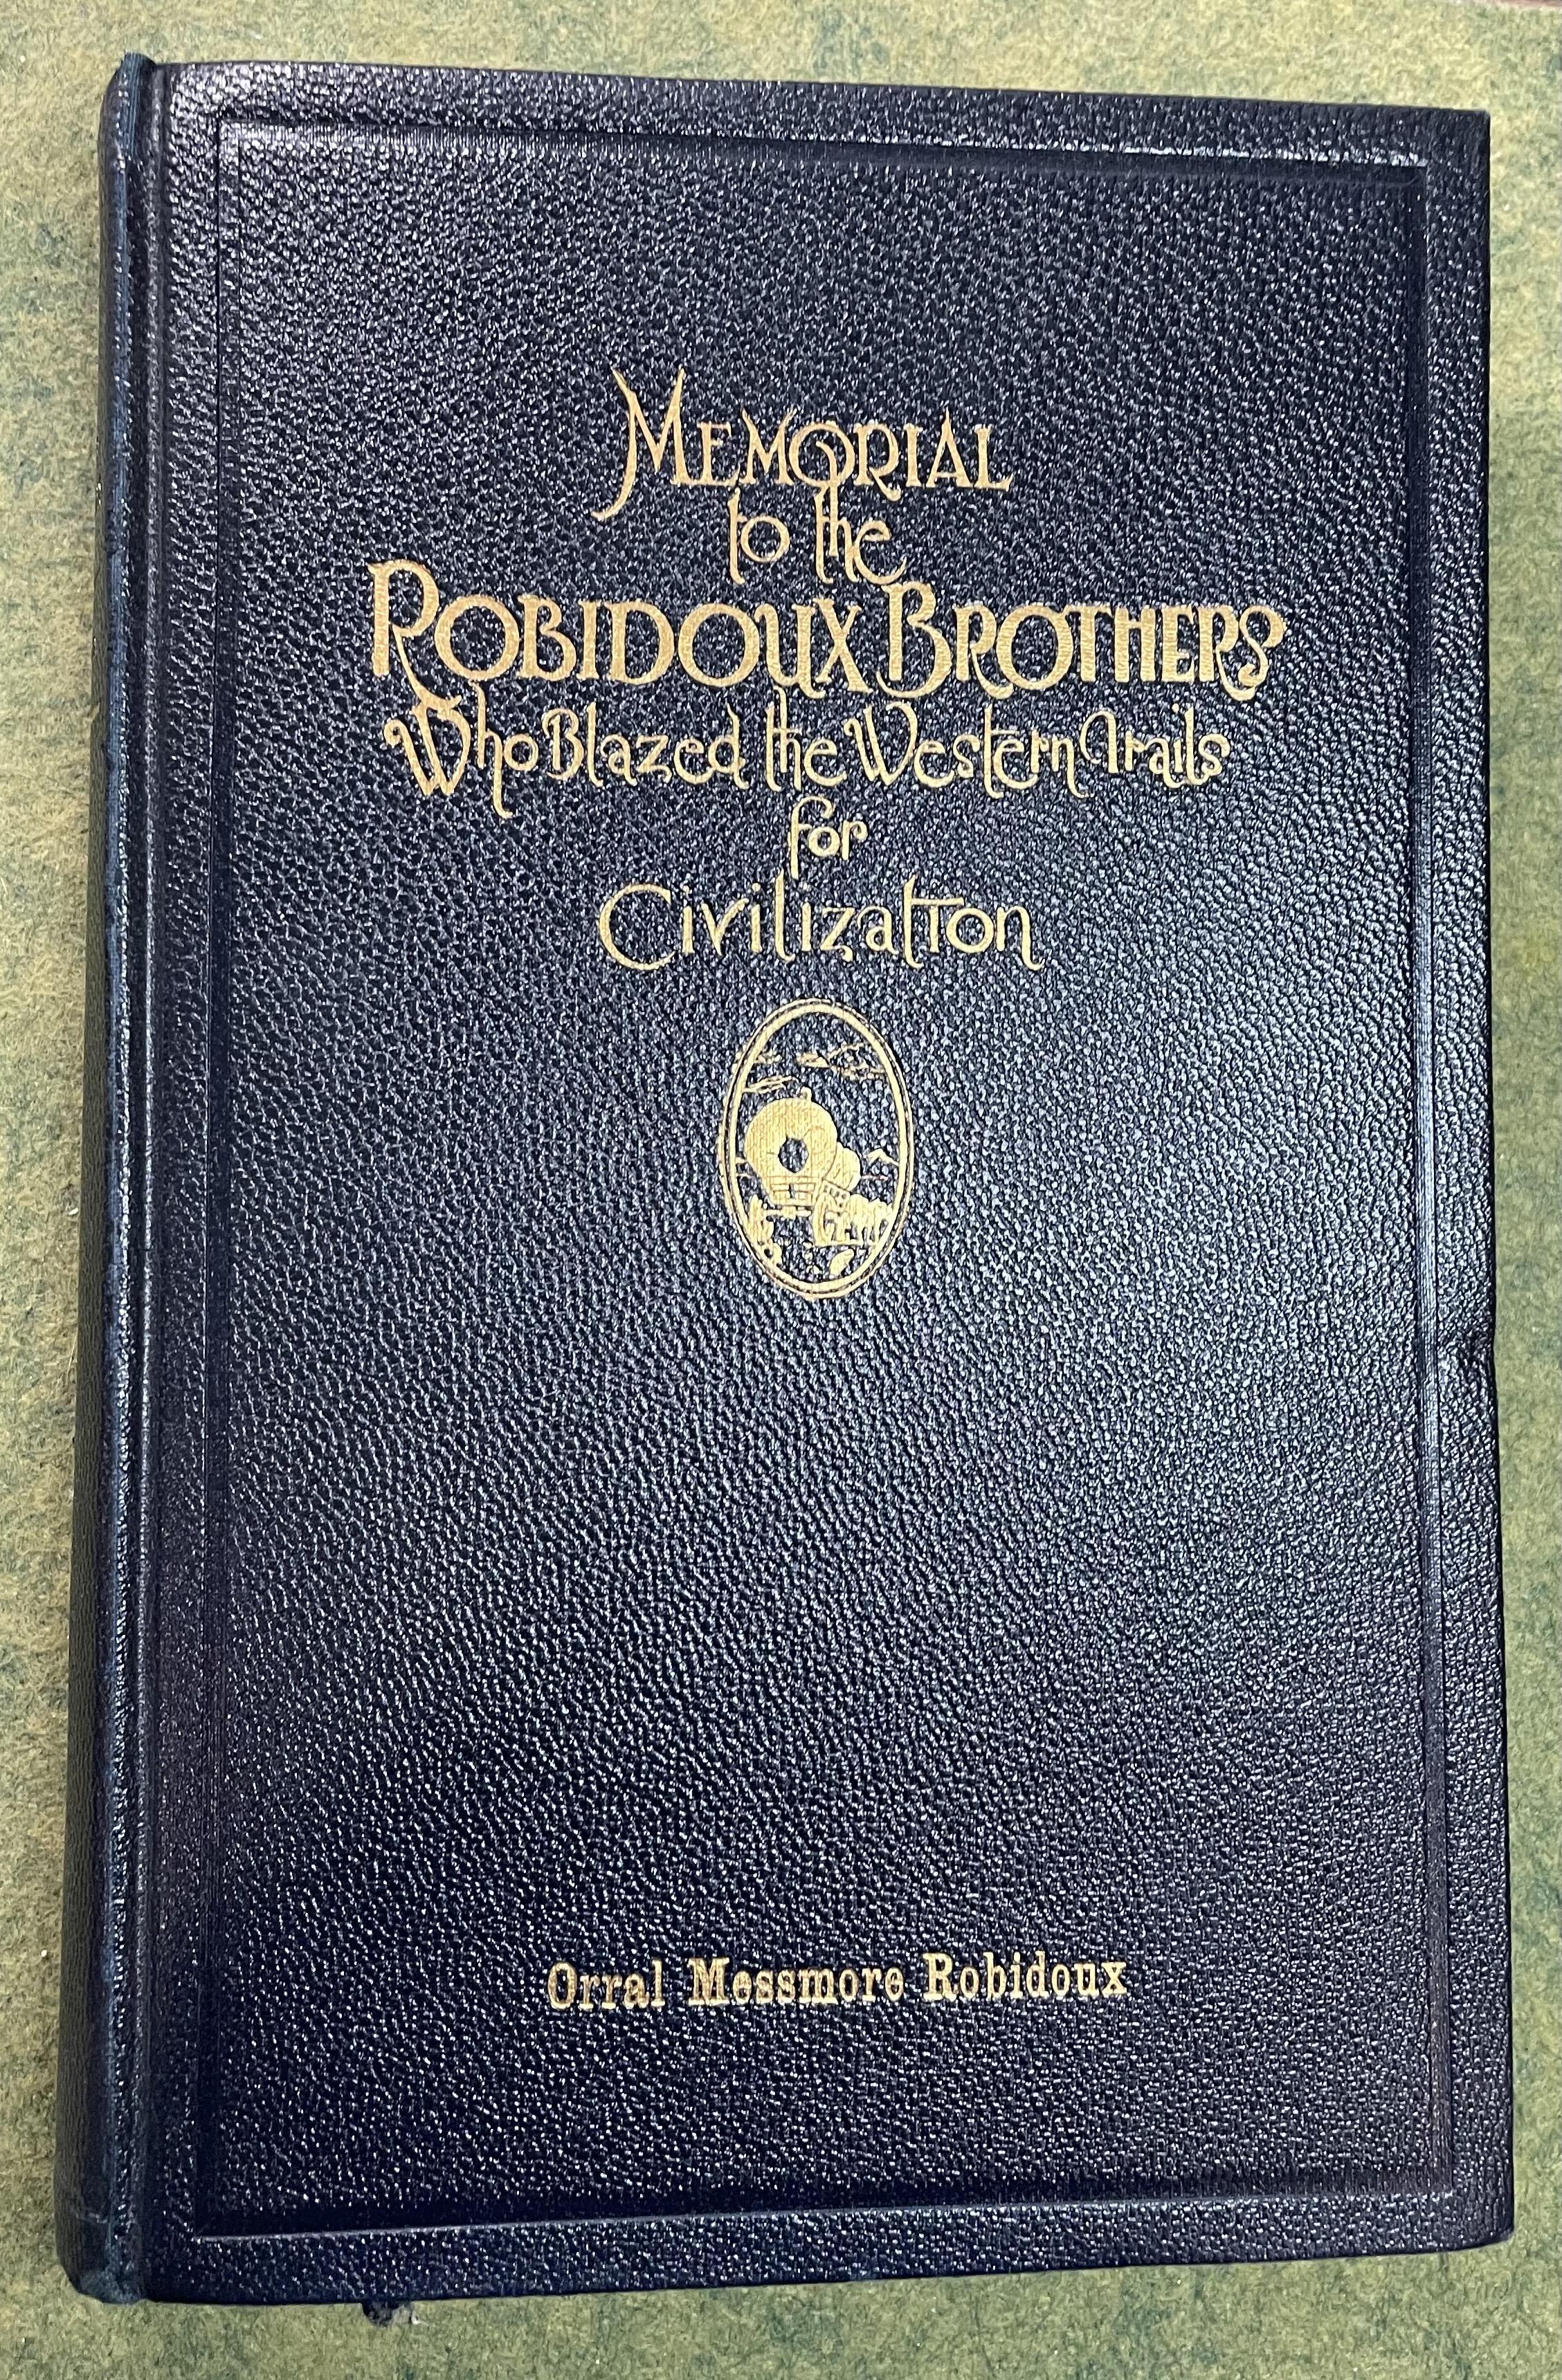 MEMORIAL
to the
ROBIDOUX BROTHERS
Who Blazed the Western Trails
for
Civilization
Orral Messmore Robidoux